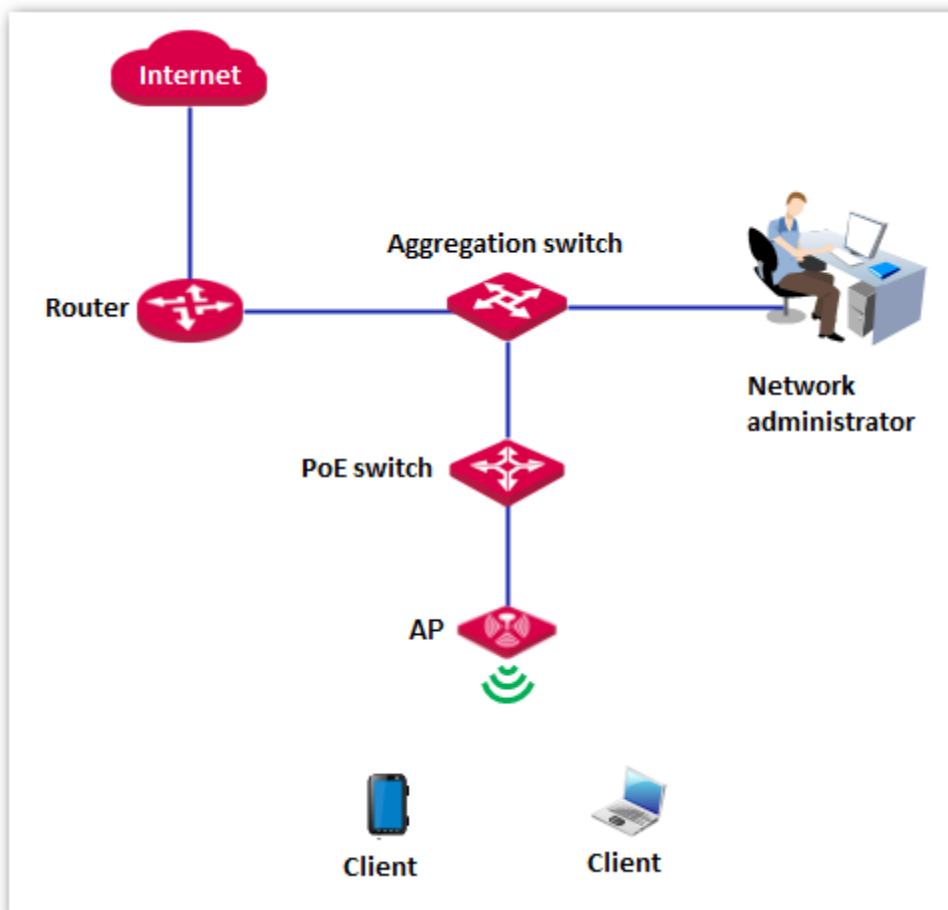 Internet
Aggregation switch
Router
Network
administrator
PoE switch
AP
Client
Client